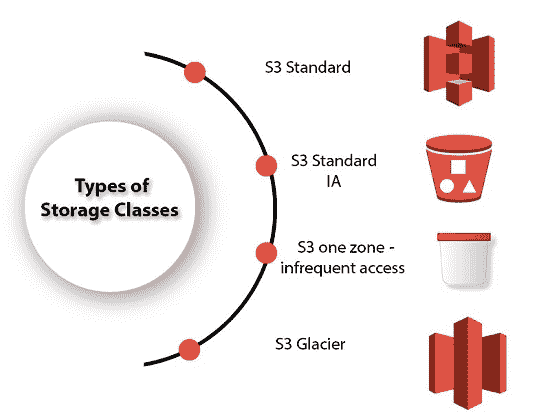 Types of
Storage Classes
S3 Standard
S3 Standard
IA
S3 one zone -
infrequent access
S3 Glacier